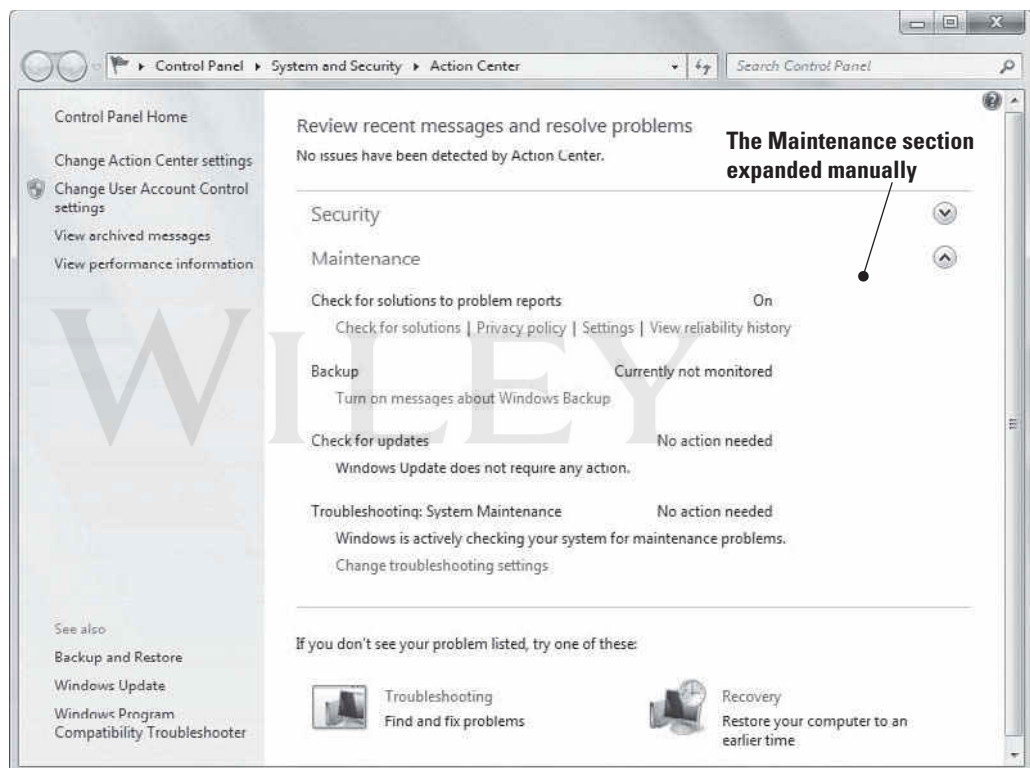 Control Panel ▸ System and Security ▸ Action Center
Search Control Panel
Control Panel Home
Change Action Center settings
Change User Account Control
settings
View archived messages
View performance information
See also
Backup and Restore
Windows Update
Windows Program
Compatibility Troubleshooter
Review recent messages and resolve problems
No issues have been detected by Action Center.
The Maintenance section
expanded manually
Security
Maintenance
Check for solutions to problem reports On
Check for solutions | Privacy policy | Settings | View reliability history
Backup Currently not monitored
Turn on messages about Windows Backup
Check for updates No action needed
Windows Update does not require any action.
Troubleshooting: System Maintenance No action needed
Windows is actively checking your system for maintenance problems.
Change troubleshooting settings
If you don't see your problem listed, try one of these:
Troubleshooting
Find and fix problems
Recovery
Restore your computer to an
earlier time
WILEY